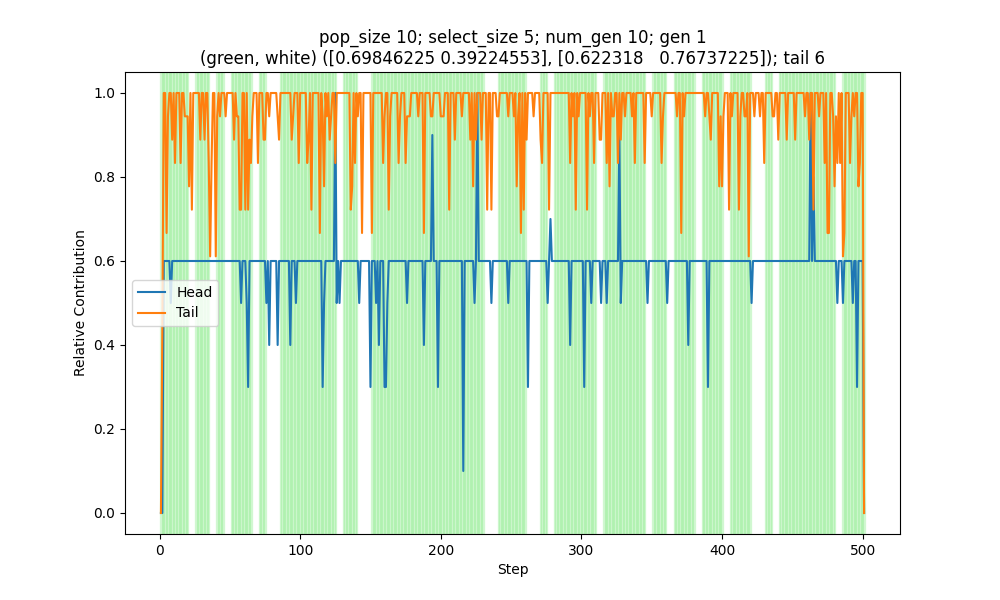 pop_size 10; select_size 5; num_gen 10; gen 1
(green, white) ([0.69846225 0.39224553], [0.622318   0.76737225]); tail 6
1.0
0.8
0.6
0.4
0.2
0.0
Relative Contribution
Head
Tail
0
100
200
300
400
500
Step